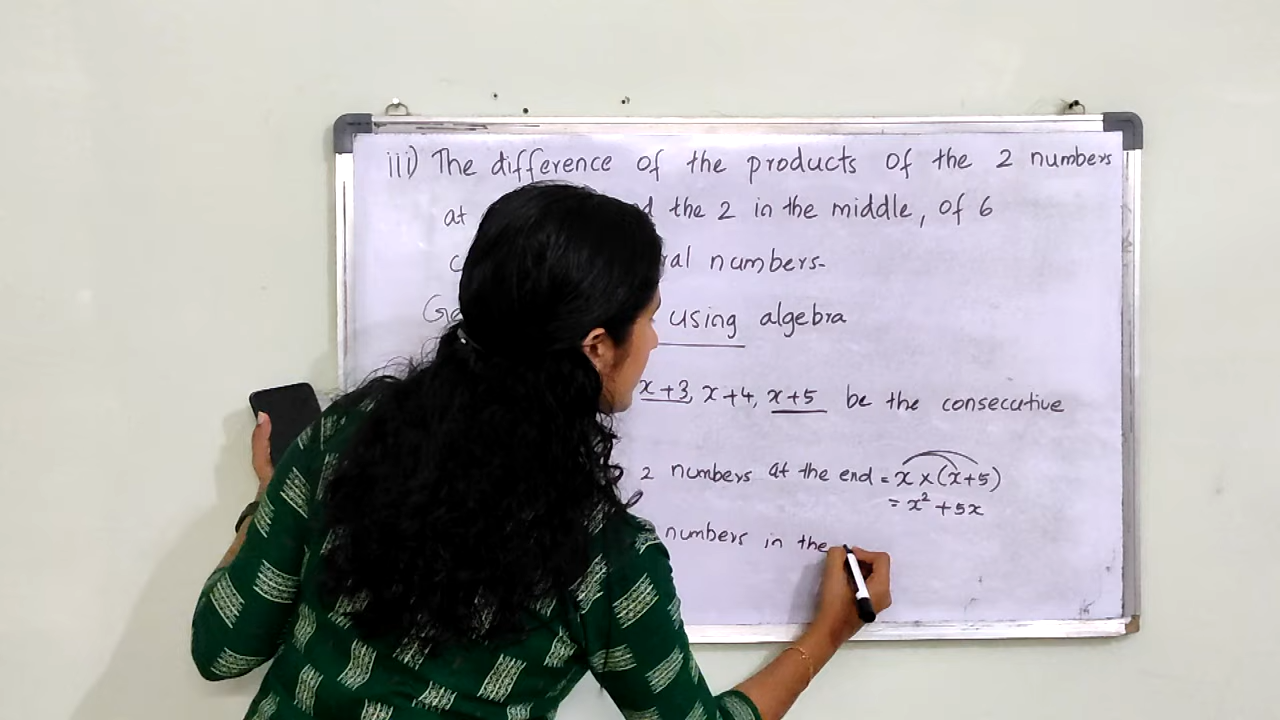 iii) The difference of the products of the 2 numbers
at the 2 in the middle, of 6
numbers.
using algebra
x+3, x+4, x+5 be the consecutive
2 numbers at the end = x×(x+5)
= x² + 5x
numbers in the